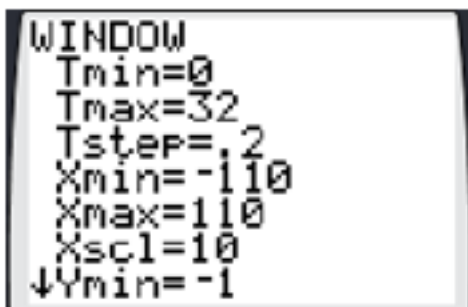 WINDOW
Tmin=0
Tmax=32
Tstep=.2
Xmin=-110
Xmax=110
Xscl=10
↓Ymin=-1